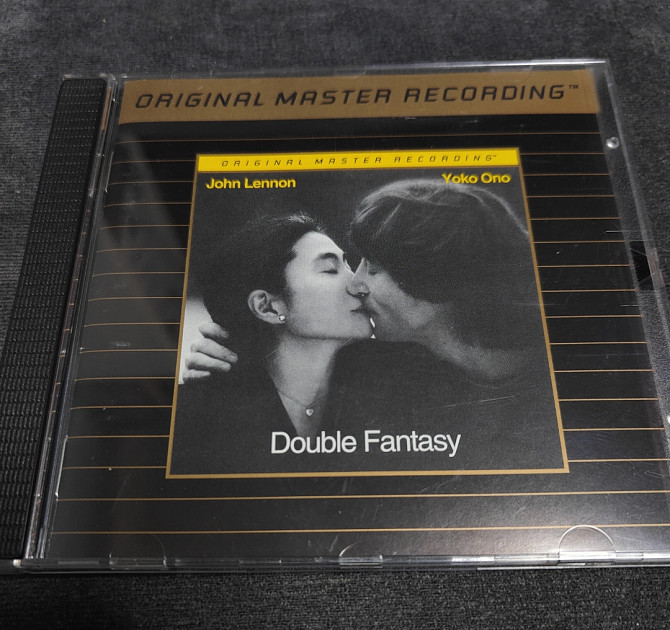 ORIGINAL MASTER RECORDING™
ORIGINAL MASTER RECORDING™
John Lennon Yoko Ono
Double Fantasy